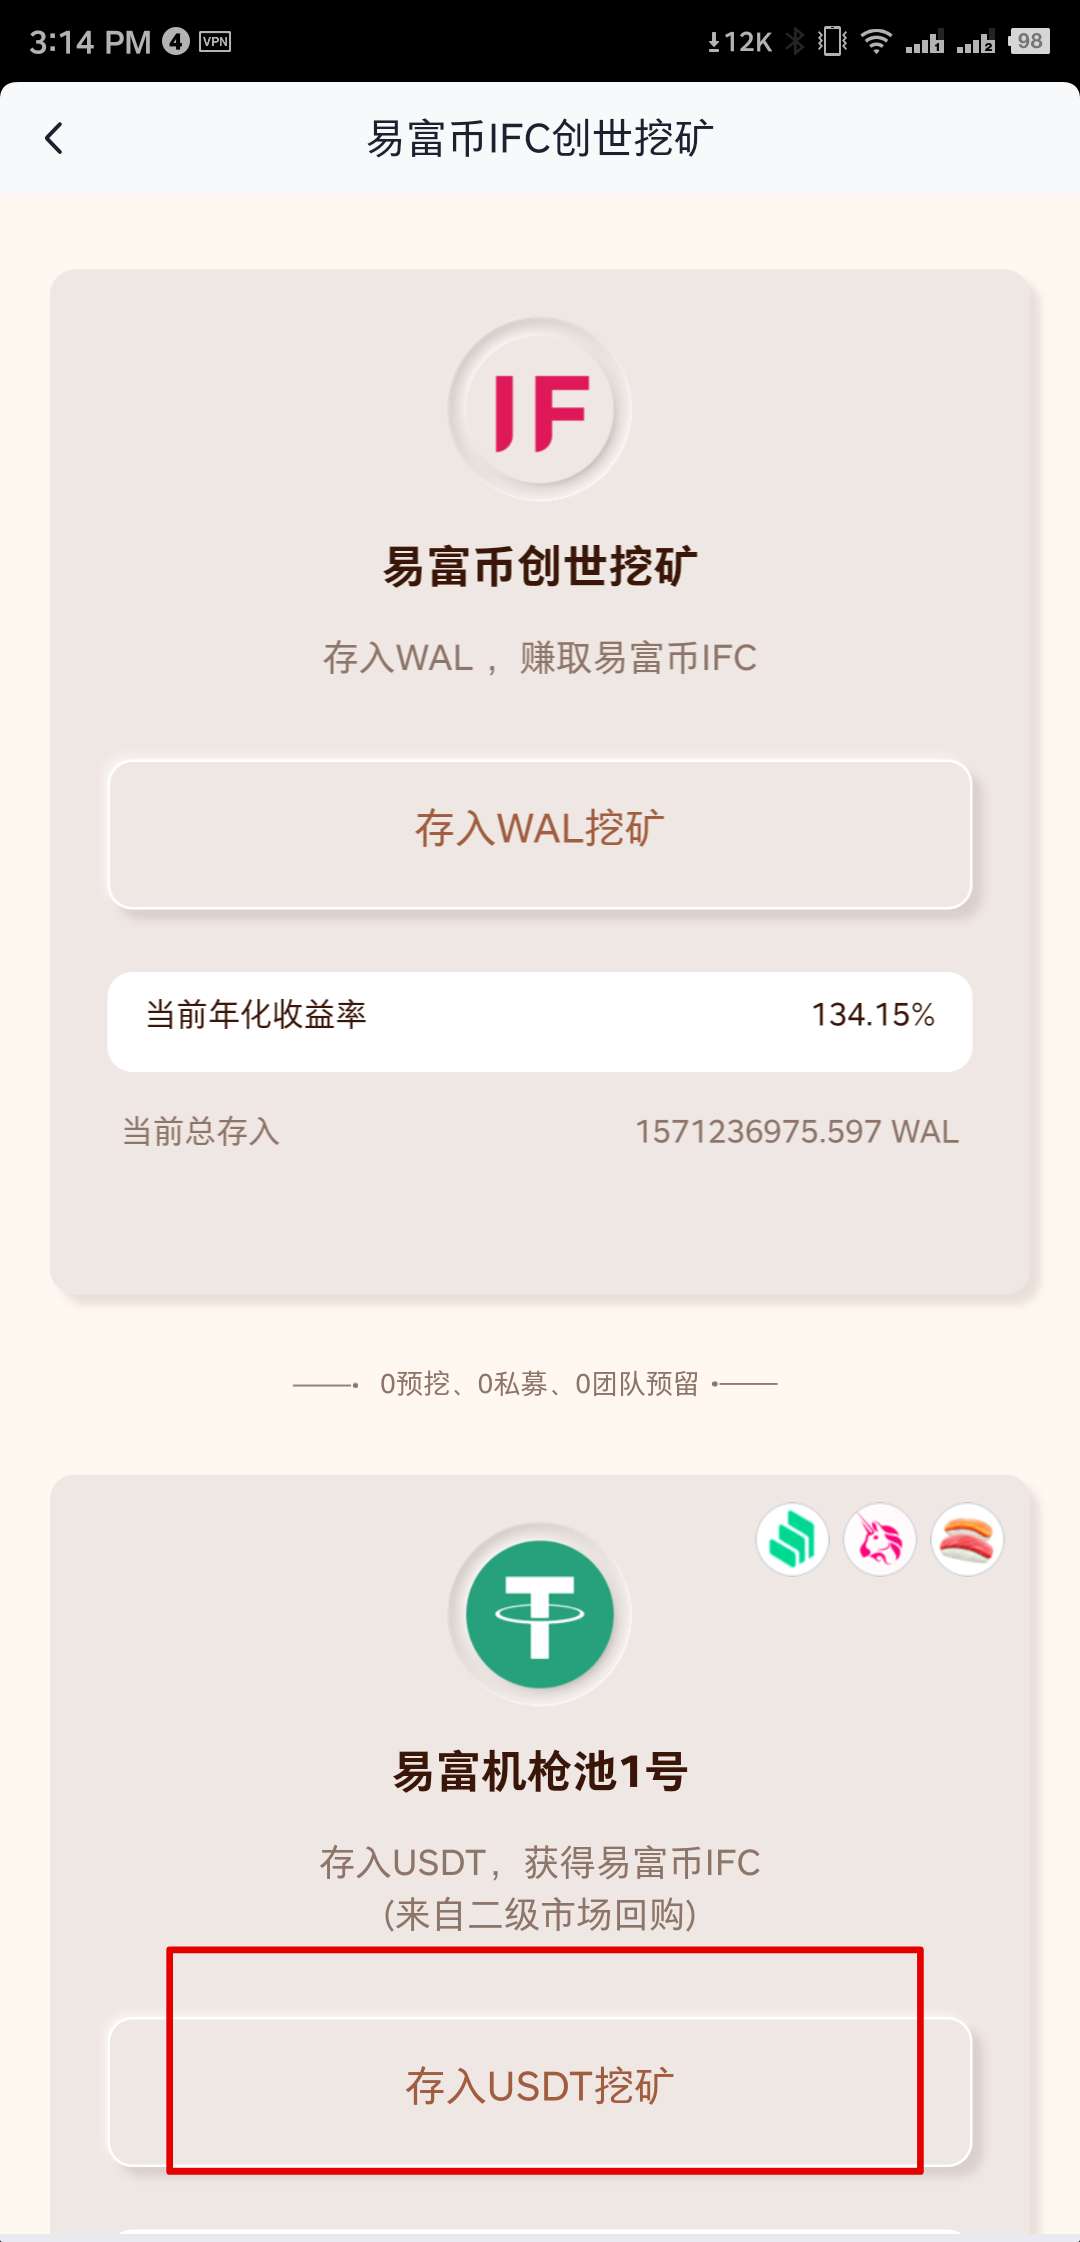 3:14 PM 4 VPN 12K 1 2 98
易富币IFC创世挖矿
IF
易富币创世挖矿
存入WAL ，赚取易富币IFC
存入WAL挖矿
当前年化收益率 134.15%
当前总存入 1571236975.597 WAL
0预挖、0私募、0团队预留
易富机枪池1号
存入USDT，获得易富币IFC
(来自二级市场回购)
存入USDT挖矿